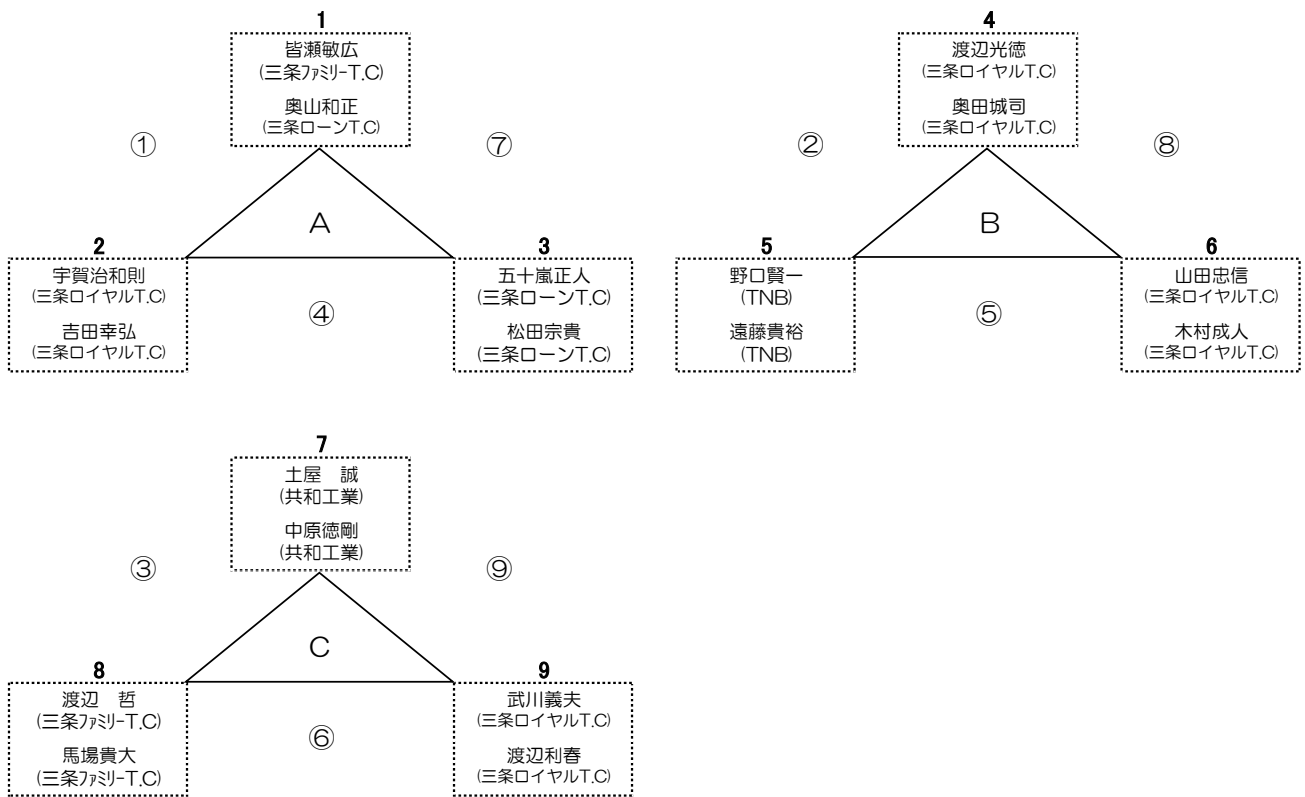 1
皆瀬敏広
(三条ファミリーT.C)
奥山和正
(三条ローンT.C)
①
⑦
A
2
宇賀治和則
(三条ロイヤルT.C)
吉田幸弘
(三条ロイヤルT.C)
④
3
五十嵐正人
(三条ローンT.C)
松田宗貴
(三条ローンT.C)
4
渡辺光徳
(三条ロイヤルT.C)
奥田城司
(三条ロイヤルT.C)
②
⑧
B
5
野口賢一
(TNB)
遠藤貴裕
(TNB)
⑤
6
山田忠信
(三条ロイヤルT.C)
木村成人
(三条ロイヤルT.C)
7
土屋　誠
(共和工業)
中原徳剛
(共和工業)
③
⑨
C
8
渡辺　哲
(三条ファミリーT.C)
馬場貴大
(三条ファミリーT.C)
⑥
9
武川義夫
(三条ロイヤルT.C)
渡辺利春
(三条ロイヤルT.C)